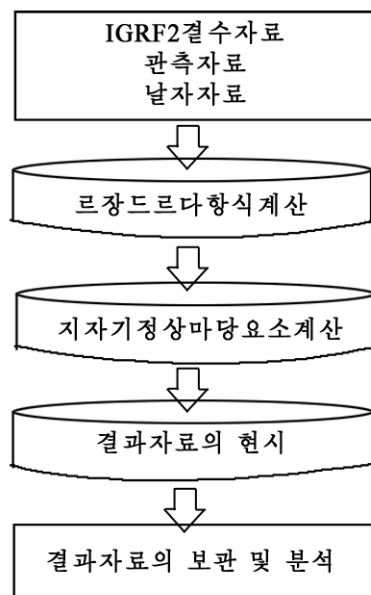 IGRF2결수자료
관측자료
날자자료
르장드르다항식계산
지자기정상마당요소계산
결과자료의 현시
결과자료의 보관 및 분석